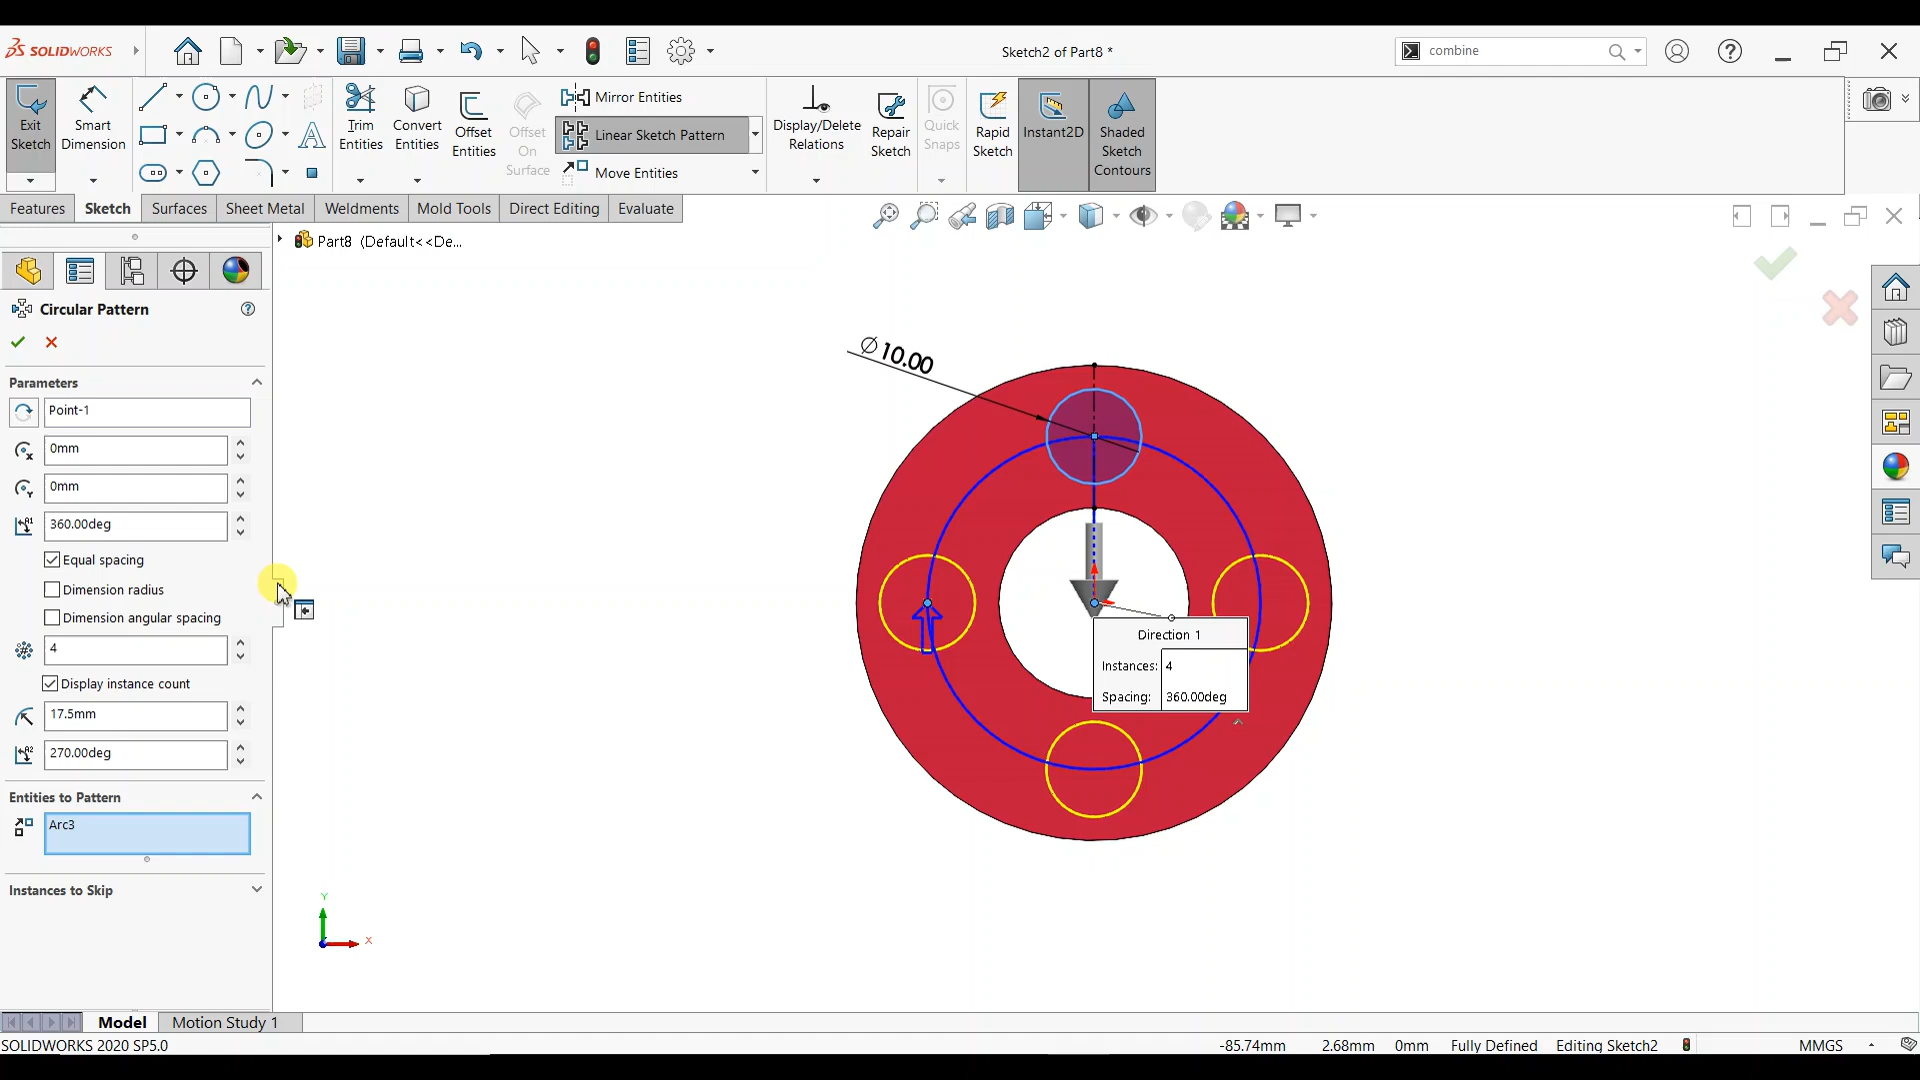 SOLIDWORKS
Sketch2 of Part8 *
combine
Exit Sketch
Smart Dimension
Trim Entities
Convert Entities
Offset Entities
Offset On Surface
Mirror Entities
Linear Sketch Pattern
Move Entities
Display/Delete Relations
Repair Sketch
Quick Snaps
Rapid Sketch
Instant2D
Shaded Sketch Contours
Features
Sketch
Surfaces
Sheet Metal
Weldments
Mold Tools
Direct Editing
Evaluate
Part8 (Default<<De...
Circular Pattern
Parameters
Point-1
0mm
0mm
360.00deg
Equal spacing
Dimension radius
Dimension angular spacing
4
Display instance count
17.5mm
270.00deg
Entities to Pattern
Arc3
Instances to Skip
∅ 10.00
Direction 1
Instances: 4
Spacing: 360.00deg
Y
X
Model
Motion Study 1
SOLIDWORKS 2020 SP5.0
-85.74mm
2.68mm
0mm
Fully Defined
Editing Sketch2
MMGS